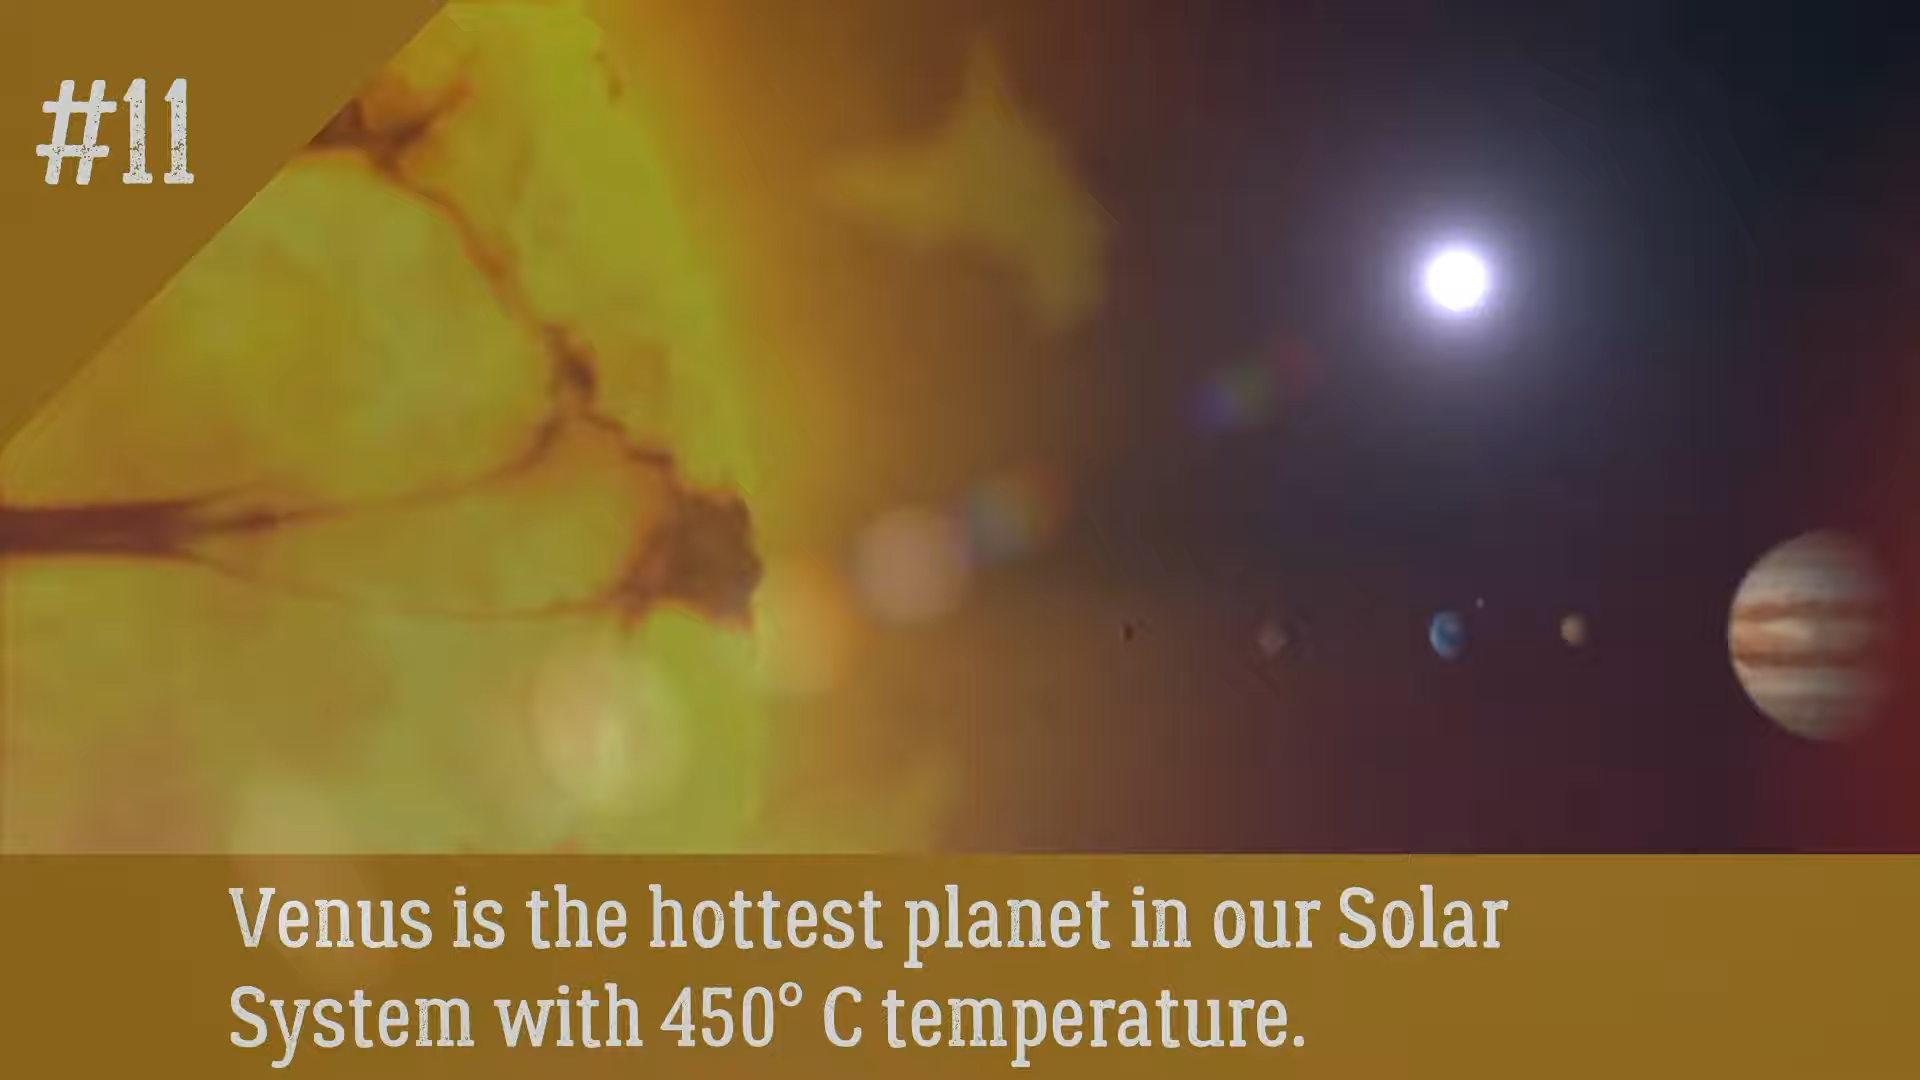 #11
Venus is the hottest planet in our Solar
System with 450° C temperature.